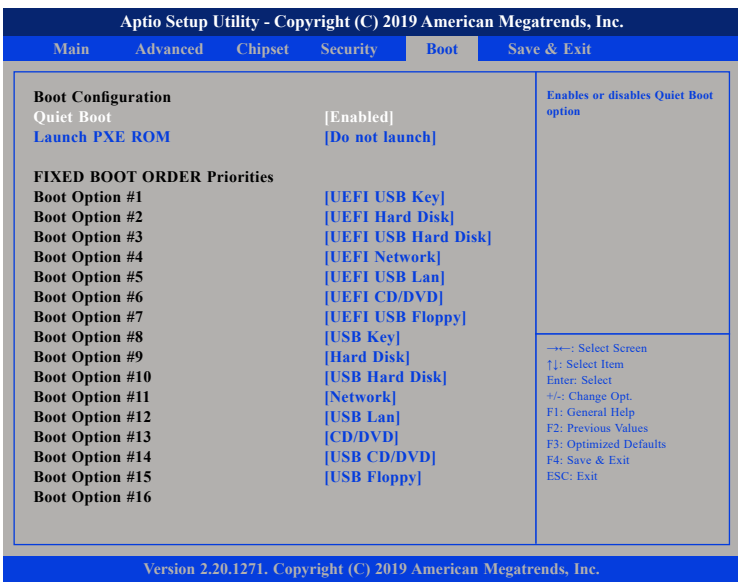 Aptio Setup Utility - Copyright (C) 2019 American Megatrends, Inc.
Main Advanced Chipset Security Boot Save & Exit
Boot Configuration
Quiet Boot [Enabled]
Launch PXE ROM [Do not launch]
FIXED BOOT ORDER Priorities
Boot Option #1 [UEFI USB Key]
Boot Option #2 [UEFI Hard Disk]
Boot Option #3 [UEFI USB Hard Disk]
Boot Option #4 [UEFI Network]
Boot Option #5 [UEFI USB Lan]
Boot Option #6 [UEFI CD/DVD]
Boot Option #7 [UEFI USB Floppy]
Boot Option #8 [USB Key]
Boot Option #9 [Hard Disk]
Boot Option #10 [USB Hard Disk]
Boot Option #11 [Network]
Boot Option #12 [USB Lan]
Boot Option #13 [CD/DVD]
Boot Option #14 [USB CD/DVD]
Boot Option #15 [USB Floppy]
Boot Option #16
Enables or disables Quiet Boot
option
→←: Select Screen
↑↓: Select Item
Enter: Select
+/-: Change Opt.
F1: General Help
F2: Previous Values
F3: Optimized Defaults
F4: Save & Exit
ESC: Exit
Version 2.20.1271. Copyright (C) 2019 American Megatrends, Inc.